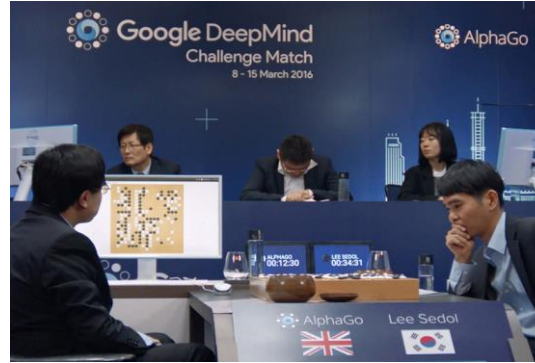 Google DeepMind
Challenge Match
8 - 15 March 2016
AlphaGo
ALPHAGO
00:12:30
LEE SEDOL
00:34:31
AlphaGo
Lee Sedol